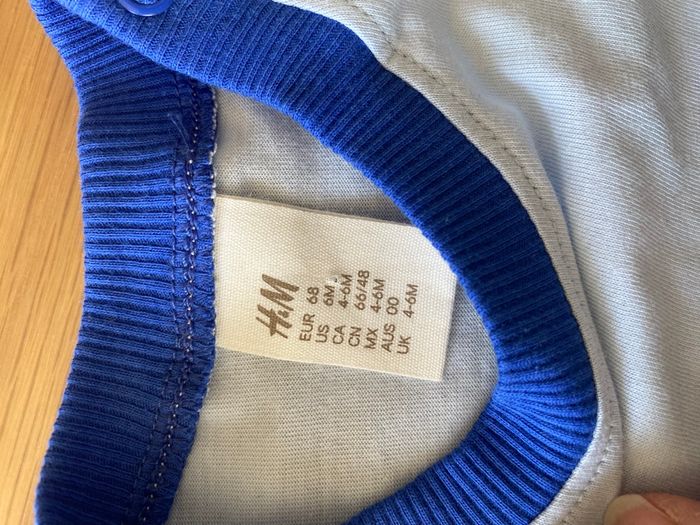 H&M
EUR 68
US 6M
CA 4-6M
CN 66/48
MX 4-6M
AUS 00
UK 4-6M